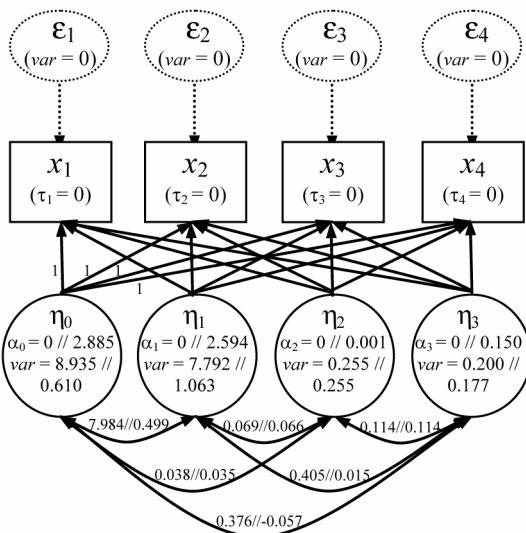 ε₁ ε₂ ε₃ ε₄
(var = 0) (var = 0) (var = 0) (var = 0)
x₁ x₂ x₃ x₄
(τ₁ = 0) (τ₂ = 0) (τ₃ = 0) (τ₄ = 0)
1 1 1 1
η₀ η₁ η₂ η₃
α₀ = 0 // 2.885 α₁ = 0 // 2.594 α₂ = 0 // 0.001 α₃ = 0 // 0.150
var = 8.935 // var = 7.792 // var = 0.255 // var = 0.200 //
0.610 1.063 0.255 0.177
7.984//0.499 0.069//0.066 0.114//0.114
0.038//0.035 0.405//0.015
0.376//-0.057